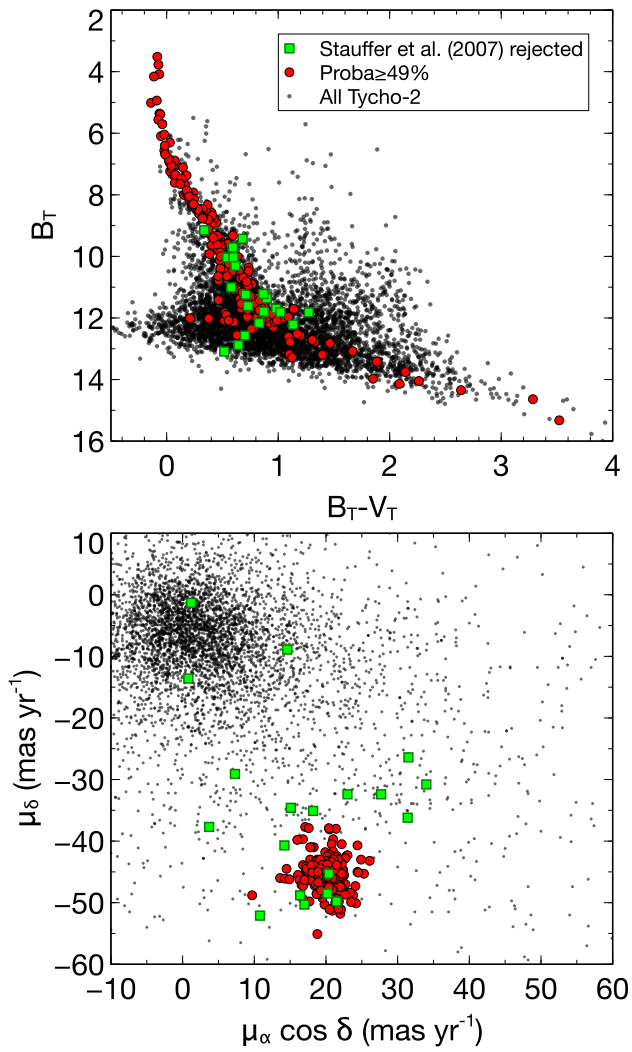 2
4
6
8
10
12
14
16
B_T
Stauffer et al. (2007) rejected
Proba≥49%
All Tycho-2
0 1 2 3 4
B_T-V_T
10
0
−10
−20
−30
−40
−50
−60
μ_δ (mas yr^-1)
−10 0 10 20 30 40 50 60
μ_α cos δ (mas yr^-1)